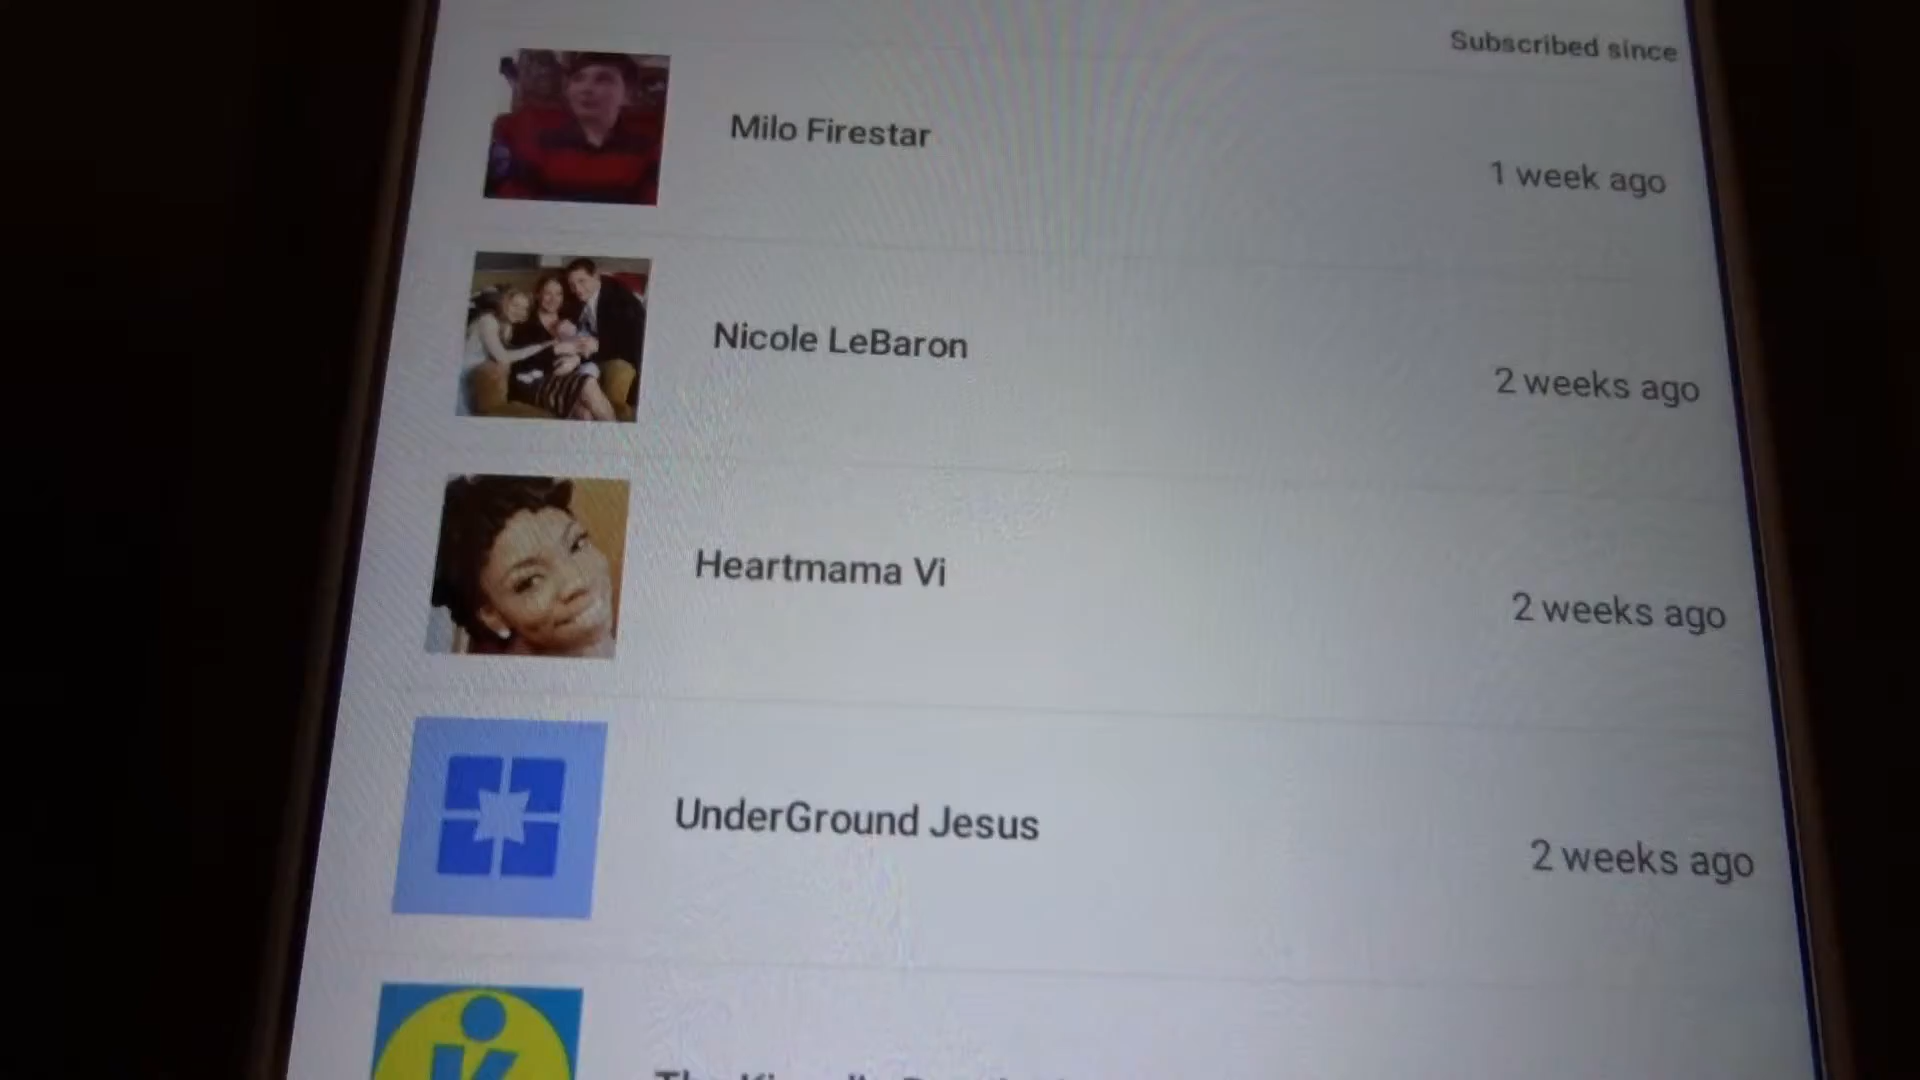 Subscribed since
Milo Firestar
1 week ago
Nicole LeBaron
2 weeks ago
Heartmama Vi
2 weeks ago
UnderGround Jesus
2 weeks ago
The